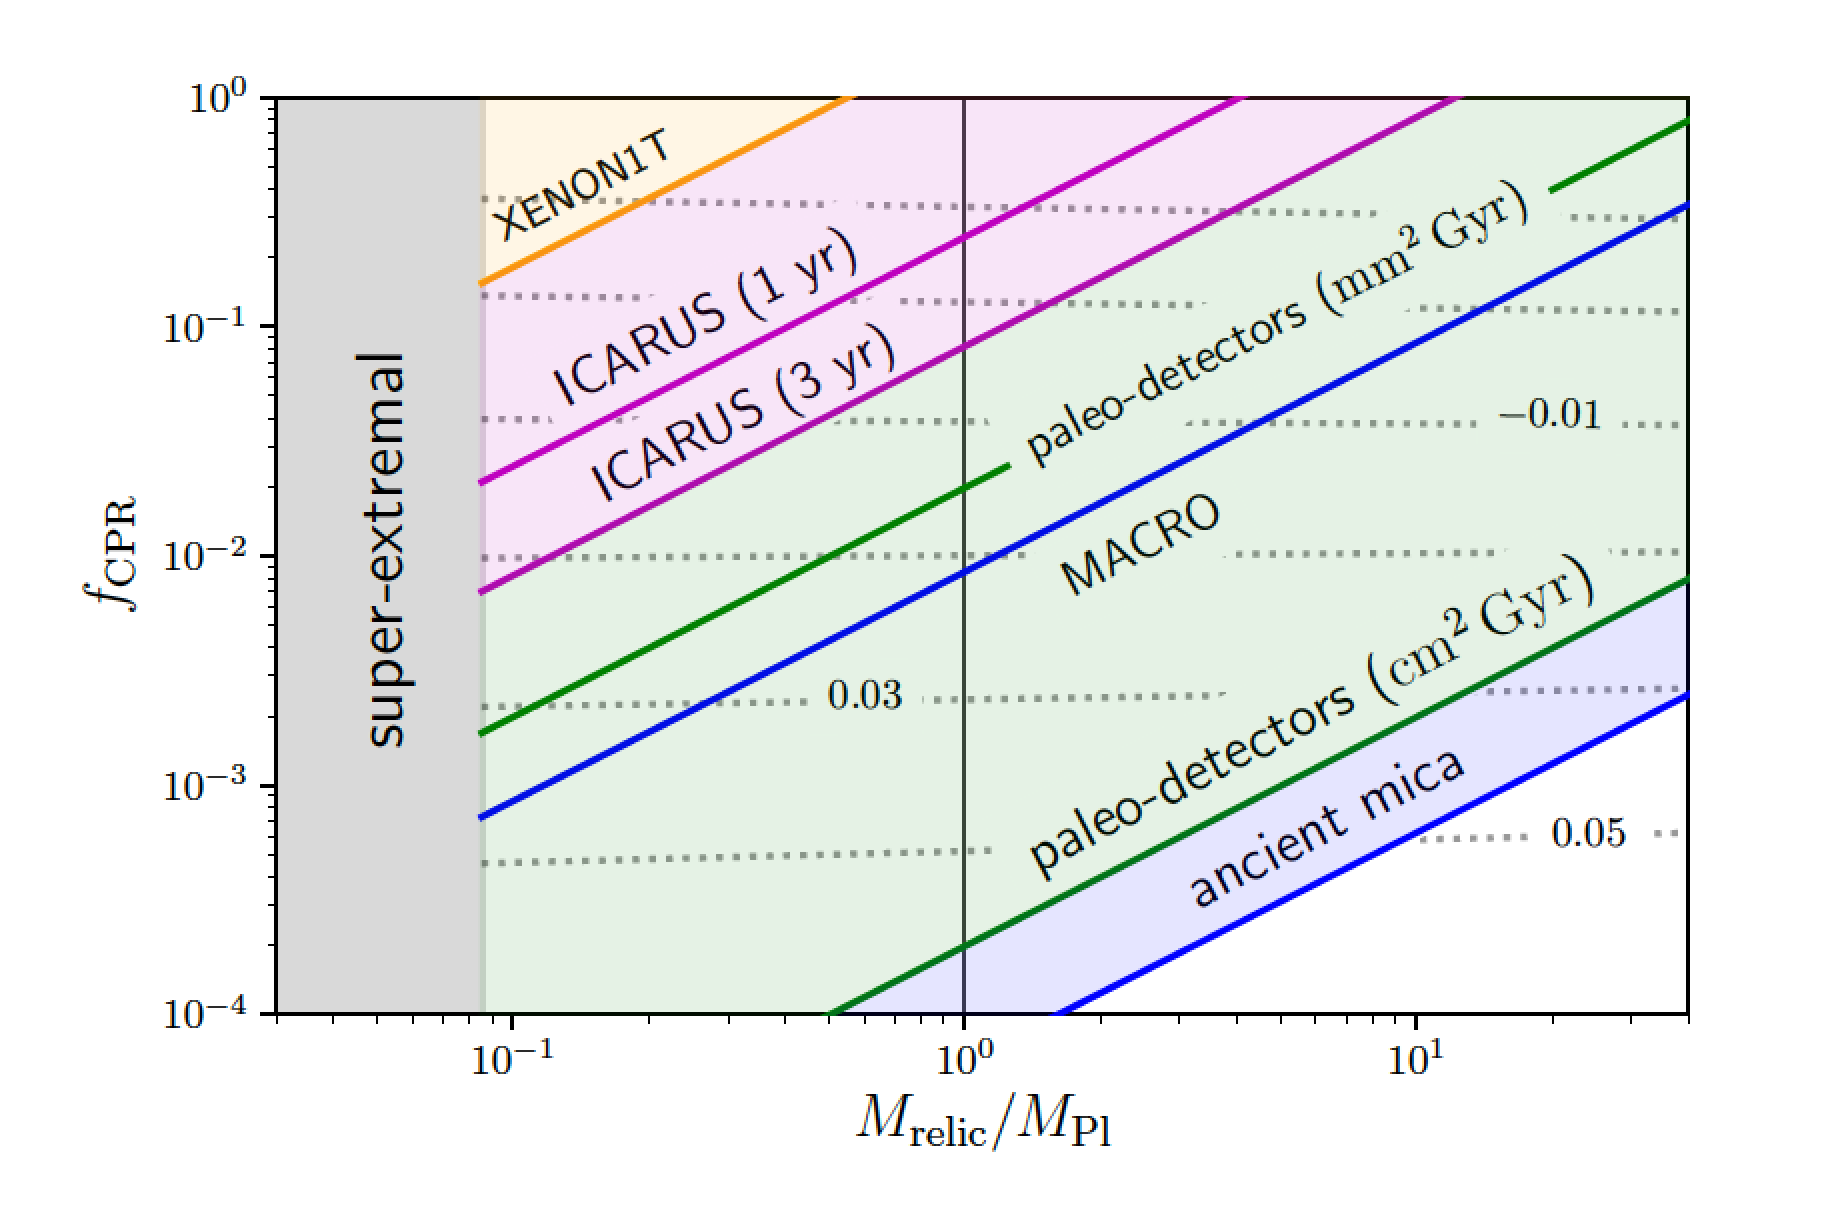 10⁰
10⁻¹
10⁻²
10⁻³
10⁻⁴
f_CPR
super-extremal
XENON1T
ICARUS (1 yr)
ICARUS (3 yr)
paleo-detectors (mm² Gyr)
−0.01
MACRO
0.03
paleo-detectors (cm² Gyr)
ancient mica
0.05
10⁻¹
10⁰
10¹
M_relic/M_Pl